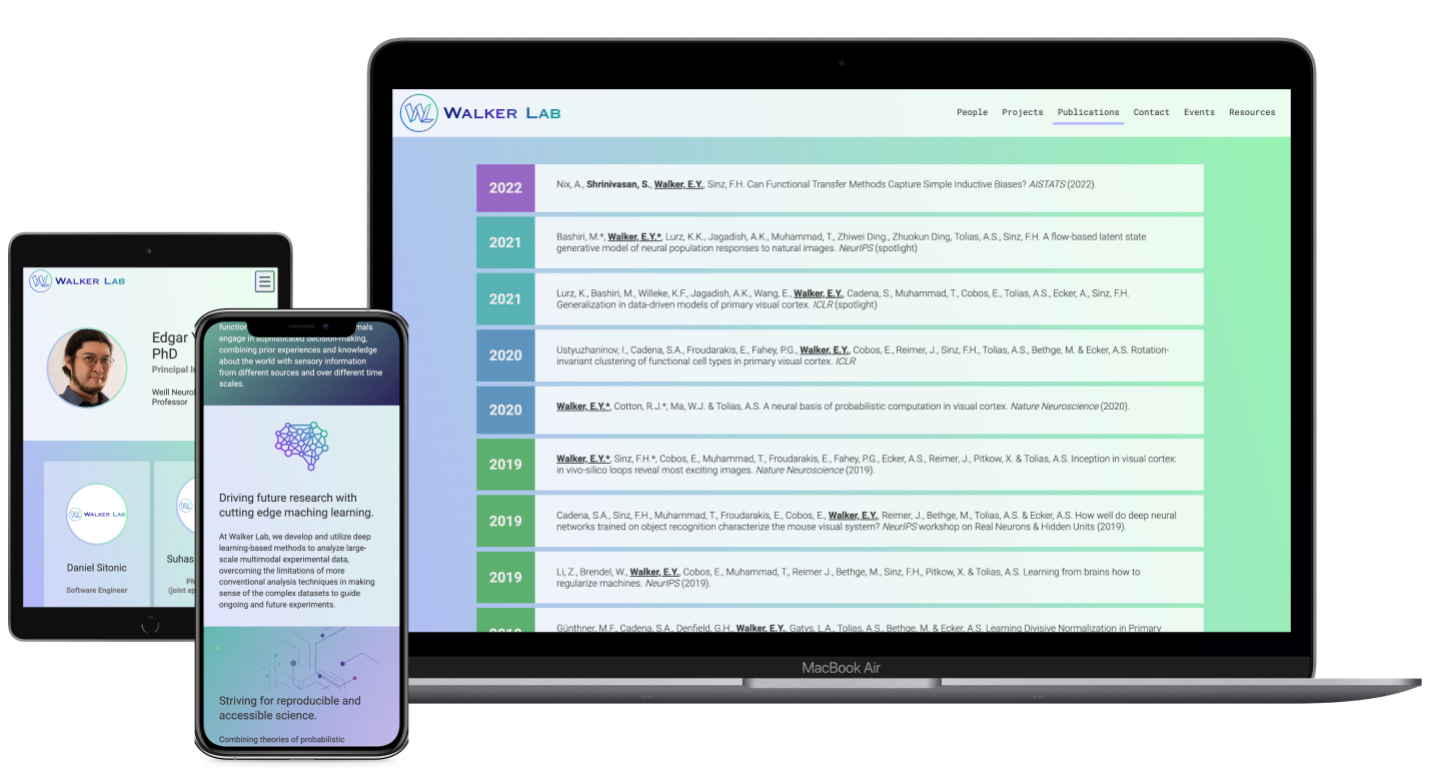 WL WALKER LAB
People Projects Publications Contact Events Resources
2022
Nix, A., Shrinivasan, S., Walker, E.Y., Sinz, F.H. Can Functional Transfer Methods Capture Simple Inductive Biases? AISTATS (2022).
2021
Bashiri, M.*, Walker, E.Y.*, Lurz, K.K., Jagadish, A.K., Muhammad, T., Zhiwei Ding., Zhuokun Ding, Tolias, A.S., Sinz, F.H. A flow-based latent state
generative model of neural population responses to natural images. NeurIPS (spotlight)
2021
Lurz, K., Bashiri, M., Willeke, K.F., Jagadish, A.K., Wang, E., Walker, E.Y., Cadena, S., Muhammad, T., Cobos, E., Tolias, A.S., Ecker, A., Sinz, F.H.
Generalization in data-driven models of primary visual cortex. ICLR (spotlight)
2020
Ustyuzhaninov, I., Cadena, S.A., Froudarakis, E., Fahey, P.G., Walker, E.Y., Cobos, E., Reimer, J., Sinz, F.H., Tolias, A.S., Bethge, M. & Ecker, A.S. Rotation-
invariant clustering of functional cell types in primary visual cortex. ICLR
2020
Walker, E.Y.*, Cotton, R.J.*, Ma, W.J. & Tolias, A.S. A neural basis of probabilistic computation in visual cortex. Nature Neuroscience (2020).
2019
Walker, E.Y.*, Sinz, F.H.*, Cobos, E., Muhammad, T., Froudarakis, E., Fahey, P.G., Ecker, A.S., Reimer, J., Pitkow, X. & Tolias, A.S. Inception in visual cortex:
in vivo-silico loops reveal most exciting images. Nature Neuroscience (2019).
2019
Cadena, S.A., Sinz, F.H., Muhammad, T., Froudarakis, E., Cobos, E., Walker, E.Y., Reimer, J., Bethge, M., Tolias, A.S. & Ecker, A.S. How well do deep neural
networks trained on object recognition characterize the mouse visual system? NeurIPS workshop on Real Neurons & Hidden Units (2019).
2019
Li, Z., Brendel, W., Walker, E.Y., Cobos, E., Muhammad, T., Reimer J., Bethge, M., Sinz, F.H., Pitkow, X. & Tolias, A.S. Learning from brains how to
regularize machines. NeurIPS (2019).
2019
Günthner, M.F., Cadena, S.A., Denfield, G.H., Walker, E.Y., Gatys, L.A., Tolias, A.S., Bethge, M. & Ecker, A.S. Learning Divisive Normalization in Primary
MacBook Air
WL WALKER LAB
Edgar Y
PhD
Principal In
Weill Neuro
Professor
WL WALKER LAB
Daniel Sitonic
Software Engineer
WL
Suhas
Ph
(joint ap
function mals
engage in sophisticated decision-making,
combining prior experiences and knowledge
about the world with sensory information
from different sources and over different time
scales.
Driving future research with
cutting edge maching learning.
At Walker Lab, we develop and utilize deep
learning-based methods to analyze large-
scale multimodal experimental data,
overcoming the limitations of more
conventional analysis techniques in making
sense of the complex datasets to guide
ongoing and future experiments.
Striving for reproducible and
accessible science.
Combining theories of probabilistic